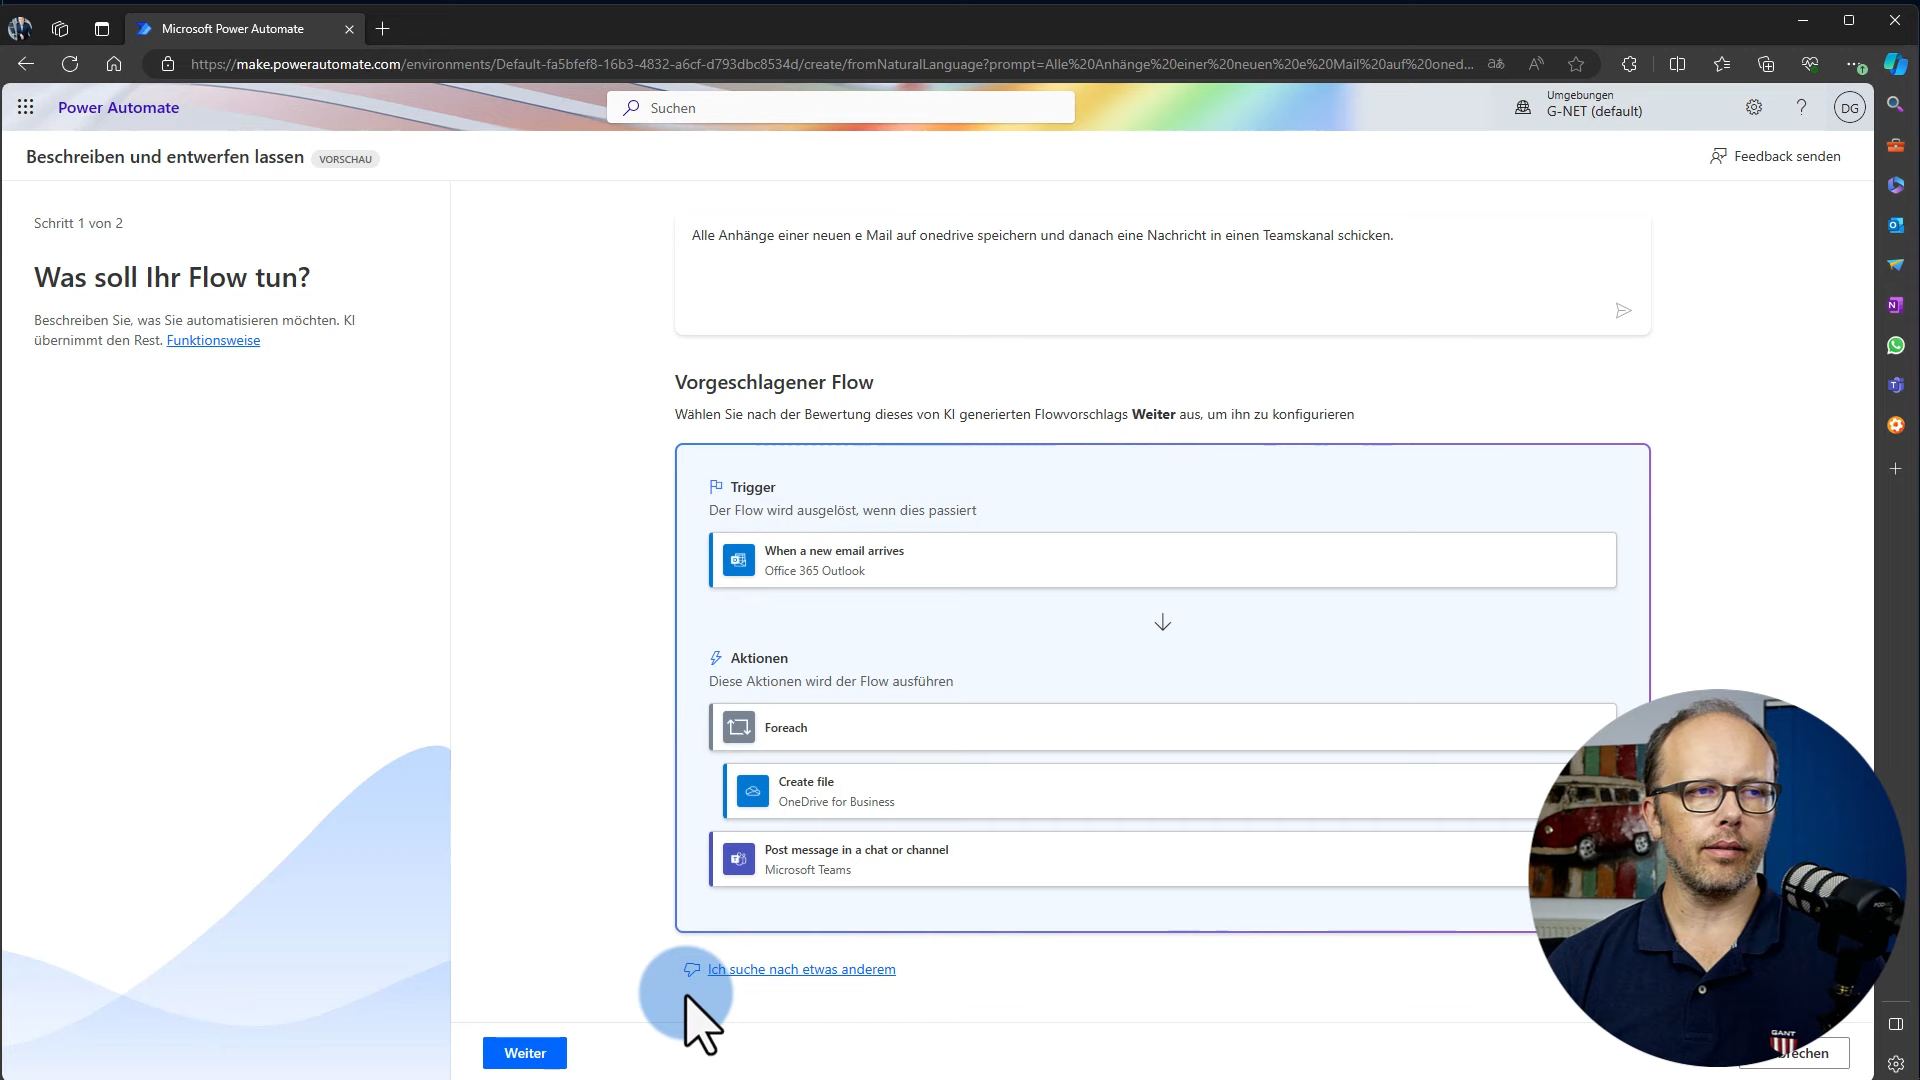 Microsoft Power Automate
https://make.powerautomate.com/environments/Default-fa5bfef8-16b3-4832-a6cf-d793dbc8534d/create/fromNaturalLanguage?prompt=Alle%20Anhänge%20einer%20neuen%20e%20Mail%20auf%20oned...
Power Automate
Suchen
Umgebungen
G-NET (default)
DG
Beschreiben und entwerfen lassen
VORSCHAU
Feedback senden
Schritt 1 von 2
Was soll Ihr Flow tun?
Beschreiben Sie, was Sie automatisieren möchten. KI
übernimmt den Rest. Funktionsweise
Alle Anhänge einer neuen e Mail auf onedrive speichern und danach eine Nachricht in einen Teamskanal schicken.
Vorgeschlagener Flow
Wählen Sie nach der Bewertung dieses von KI generierten Flowvorschlags Weiter aus, um ihn zu konfigurieren
Trigger
Der Flow wird ausgelöst, wenn dies passiert
When a new email arrives
Office 365 Outlook
Aktionen
Diese Aktionen wird der Flow ausführen
Foreach
Create file
OneDrive for Business
Post message in a chat or channel
Microsoft Teams
Ich suche nach etwas anderem
Weiter
GANT